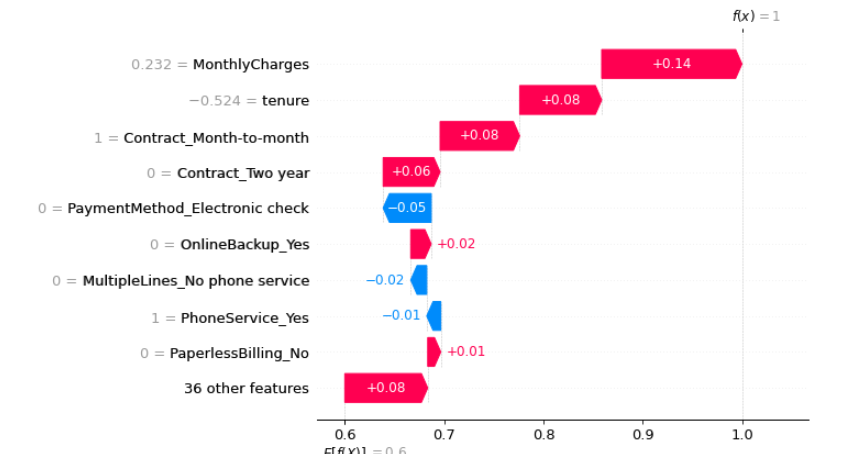 f(x) = 1
0.232 = MonthlyCharges +0.14
−0.524 = tenure +0.08
1 = Contract_Month-to-month +0.08
0 = Contract_Two year +0.06
0 = PaymentMethod_Electronic check −0.05
0 = OnlineBackup_Yes +0.02
0 = MultipleLines_No phone service −0.02
1 = PhoneService_Yes −0.01
0 = PaperlessBilling_No +0.01
36 other features +0.08
0.6 0.7 0.8 0.9 1.0
E[f(X)] = 0.6